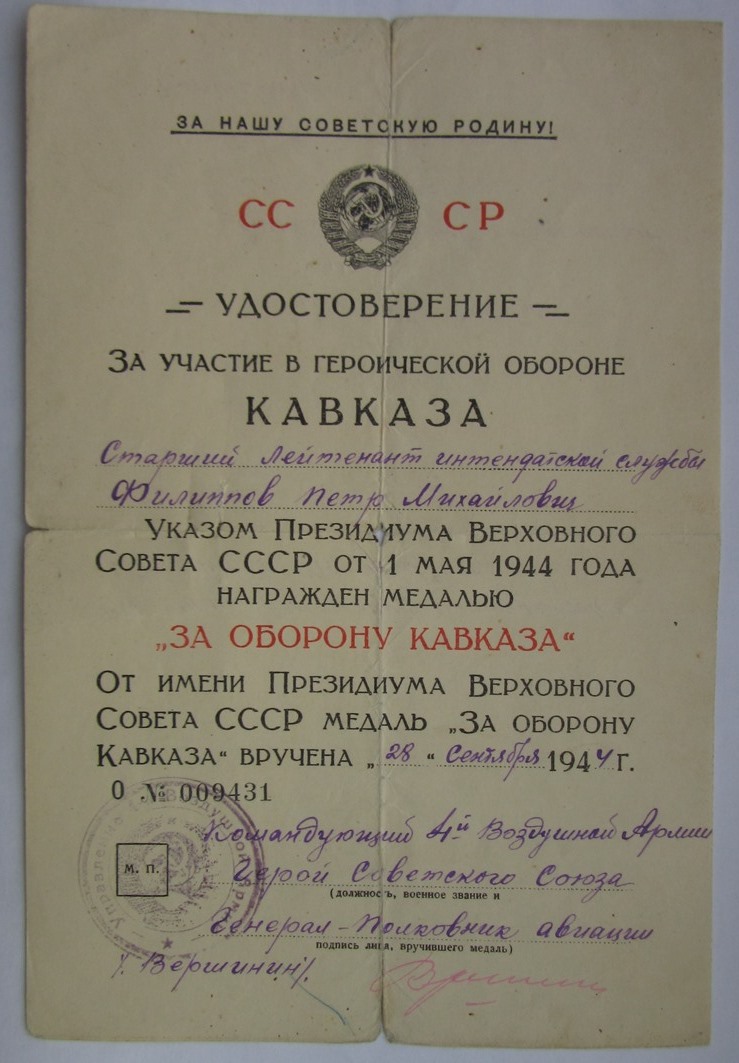 ЗА НАШУ СОВЕТСКУЮ РОДИНУ!
СС СР
УДОСТОВЕРЕНИЕ
ЗА УЧАСТИЕ В ГЕРОИЧЕСКОЙ ОБОРОНЕ
КАВКАЗА
Старший лейтенант интендатской службы
Филиппов Петр Михайлович
УКАЗОМ ПРЕЗИДИУМА ВЕРХОВНОГО
СОВЕТА СССР ОТ 1 МАЯ 1944 ГОДА
НАГРАЖДЕН МЕДАЛЬЮ
„ЗА ОБОРОНУ КАВКАЗА“
ОТ ИМЕНИ ПРЕЗИДИУМА ВЕРХОВНОГО
СОВЕТА СССР МЕДАЛЬ „ЗА ОБОРОНУ
КАВКАЗА“ ВРУЧЕНА „28“ Сентября 1944 г.
О № 009431
Командующий 4й Воздушной Армии
М. П.
Герой Советского Союза
(должность, военное звание и
Генерал-Полковник авиации
подпись лица, вручившего медаль)
/Вершинин/.
Управление Воздушной